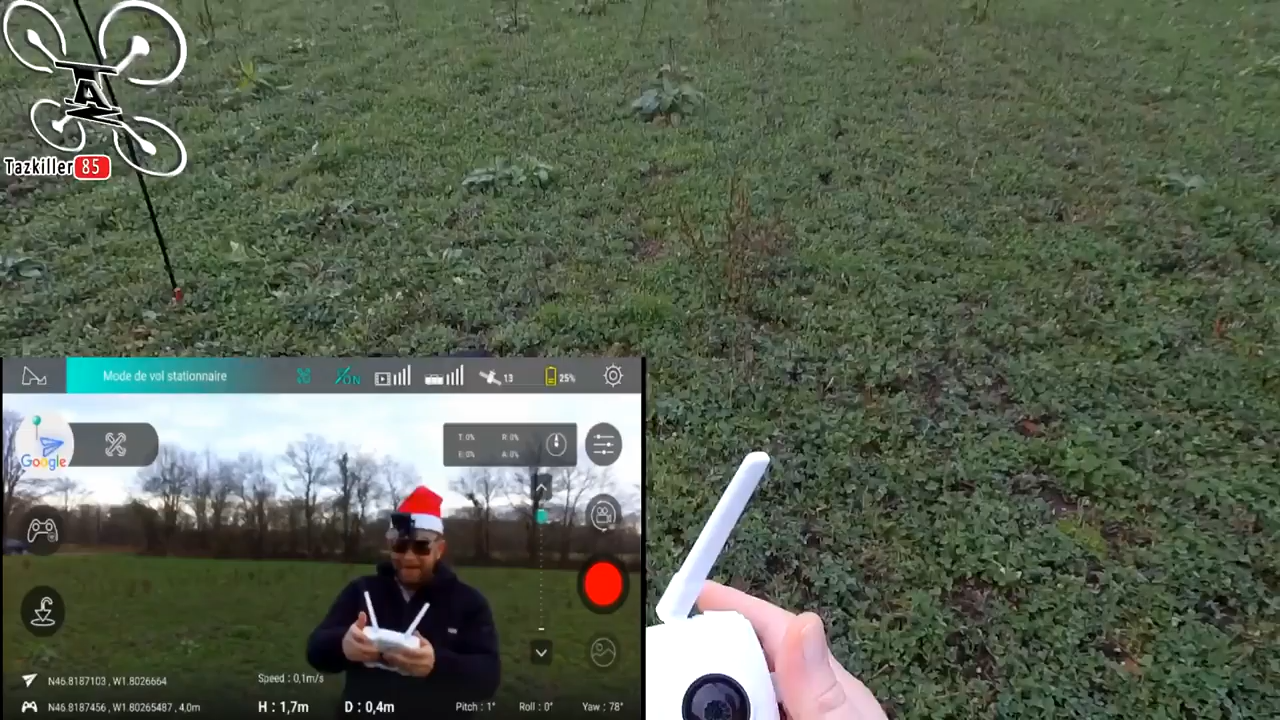 Tazkiller 85
Mode de vol stationnaire
ON
13
25%
Google
T: 0%
R: 0%
E: 0%
A: 0%
N46.8187103 , W1.8026664
Speed : 0,1m/s
N46.8187456 , W1.80265487 , 4.0m
H : 1,7m
D : 0,4m
Pitch : 1°
Roll : 0°
Yaw : 78°